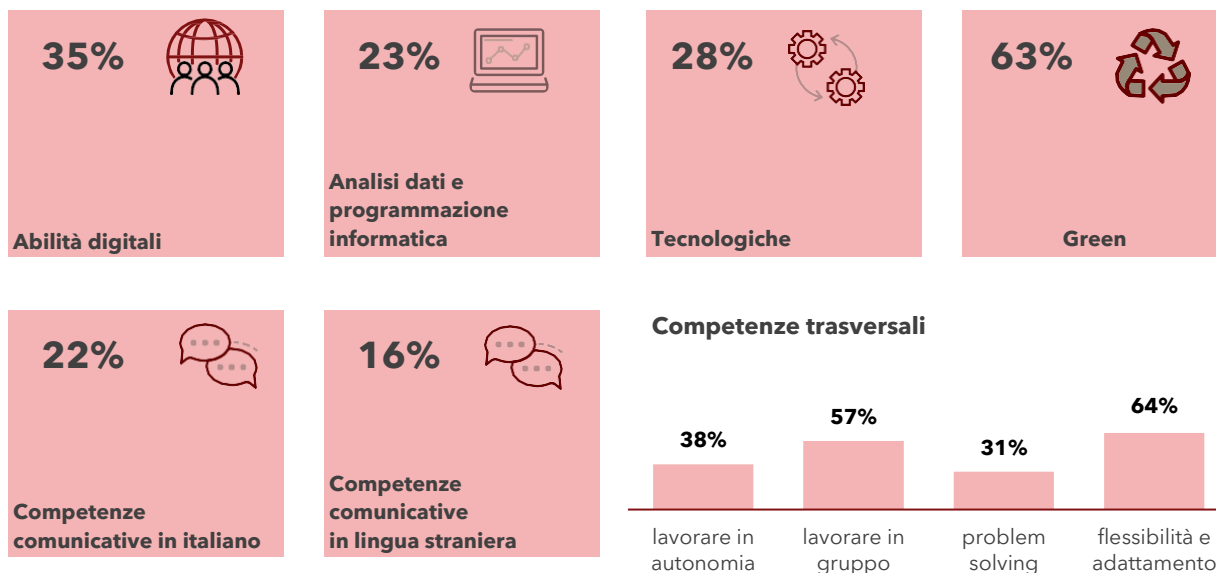 35%
Abilità digitali
23%
Analisi dati e
programmazione
informatica
28%
Tecnologiche
63%
Green
22%
Competenze
comunicative in italiano
16%
Competenze
comunicative
in lingua straniera
Competenze trasversali
38%
57%
31%
64%
lavorare in
autonomia
lavorare in
gruppo
problem
solving
flessibilità e
adattamento